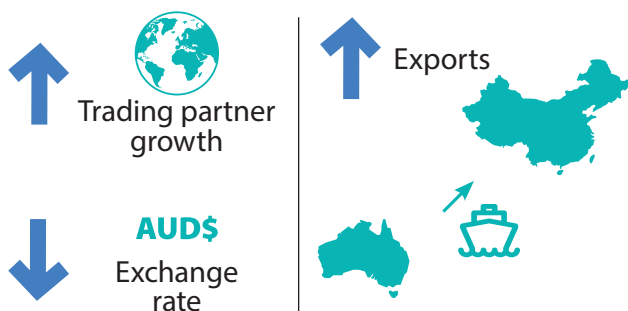 Trading partner
growth
AUD$
Exchange
rate
Exports